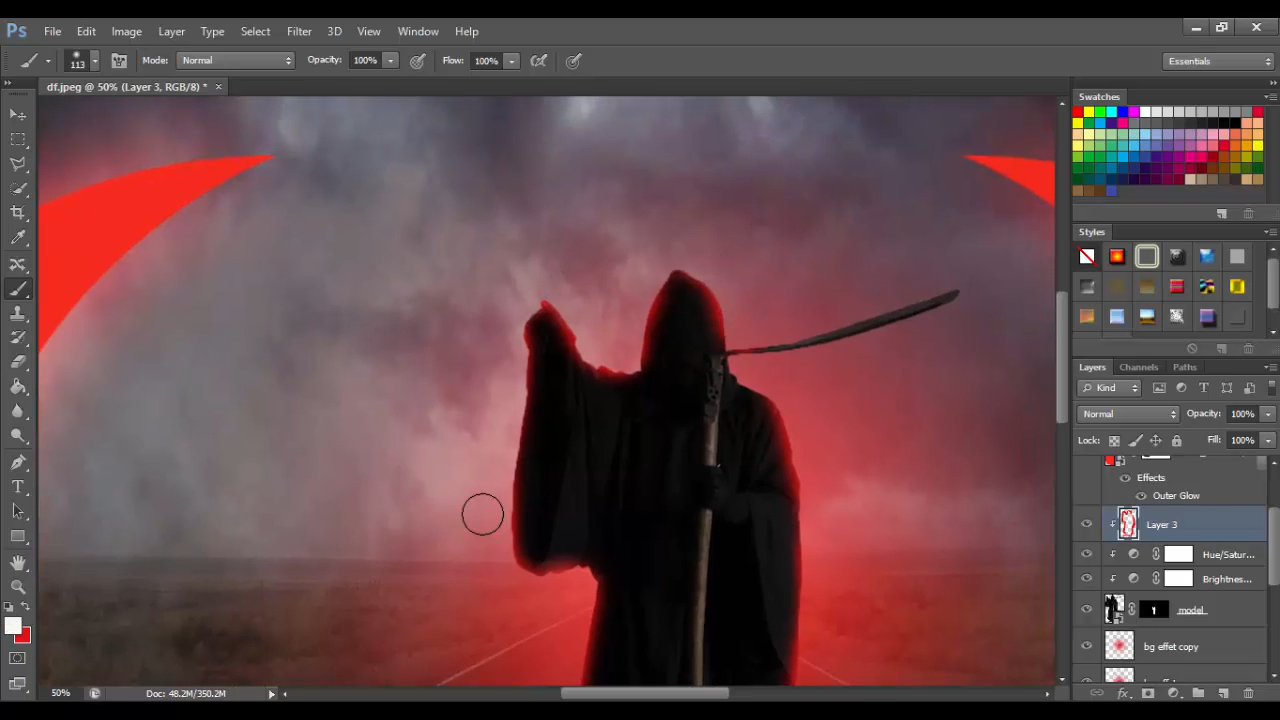 Ps File Edit Image Layer Type Select Filter 3D View Window Help
113 Mode: Normal Opacity: 100% Flow: 100% Essentials
df.jpeg @ 50% (Layer 3, RGB/8) * ×
Swatches
Styles
Layers Channels Paths
Kind
Normal Opacity: 100%
Lock: Fill: 100%
Effects
Outer Glow
Layer 3
Hue/Satur...
Brightnes...
model
bg effet copy
50% Doc: 48.2M/350.2M